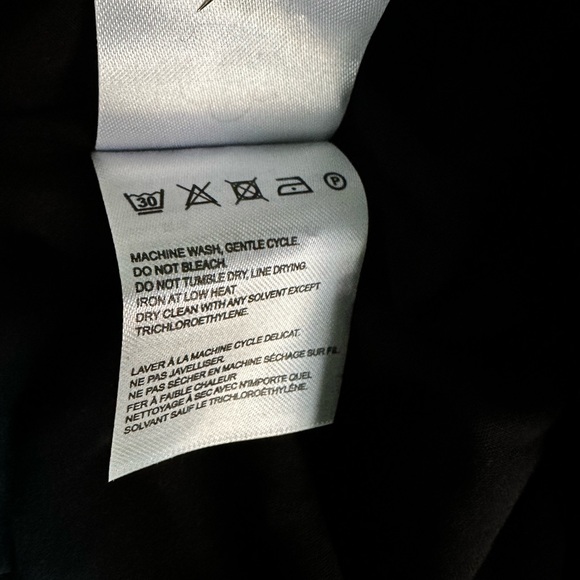 30 P
MACHINE WASH, GENTLE CYCLE.
DO NOT BLEACH.
DO NOT TUMBLE DRY, LINE DRYING.
IRON AT LOW HEAT
DRY CLEAN WITH ANY SOLVENT EXCEPT
TRICHLOROETHYLENE.
LAVER À LA MACHINE CYCLE DELICAT.
NE PAS JAVELLISER.
NE PAS SÉCHER EN MACHINE SÉCHAGE SUR FIL
FER À FAIBLE CHALEUR
NETTOYAGE À SEC AVEC N'IMPORTE QUEL
SOLVANT SAUF LE TRICHLOROÉTHYLÈNE.